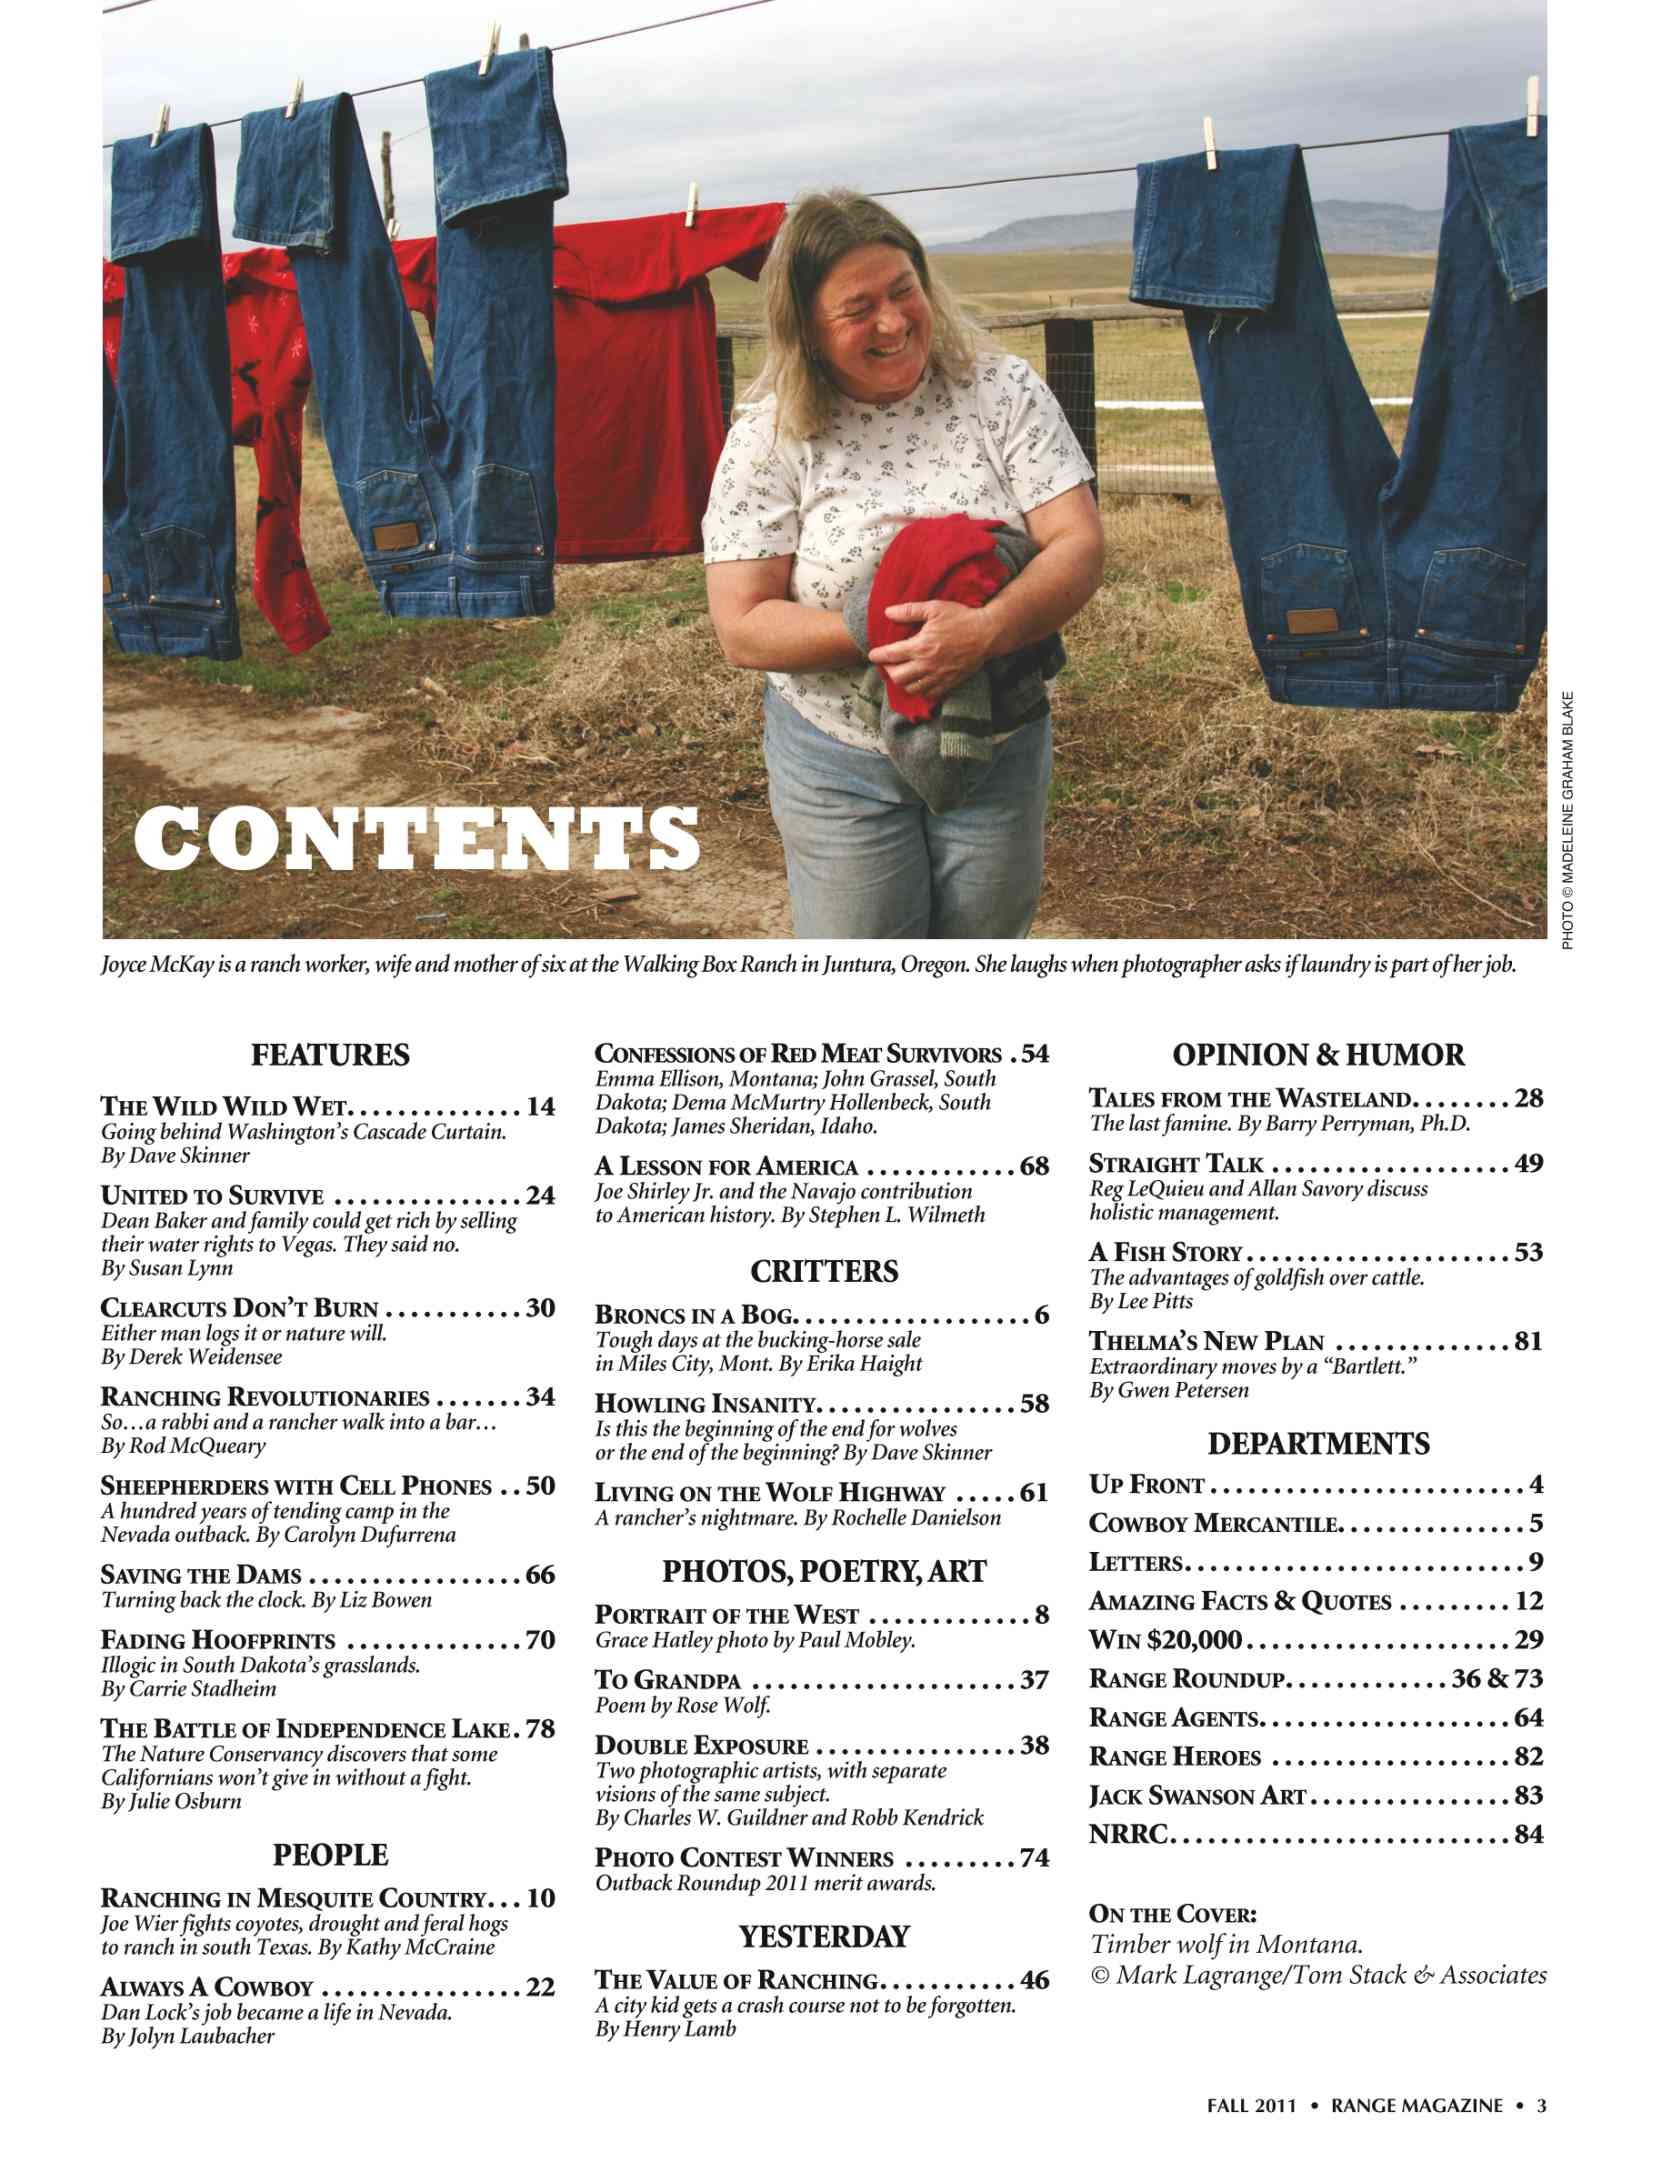 CONTENTS
PHOTO © MADELEINE GRAHAM BLAKE
Joyce McKay is a ranch worker, wife and mother of six at the Walking Box Ranch in Juntura, Oregon. She laughs when photographer asks if laundry is part of her job.
FEATURES
THE WILD WILD WET. . . . . . . . . . . . . . 14
Going behind Washington’s Cascade Curtain.
By Dave Skinner
UNITED TO SURVIVE . . . . . . . . . . . . . . . 24
Dean Baker and family could get rich by selling
their water rights to Vegas. They said no.
By Susan Lynn
CLEARCUTS DON’T BURN . . . . . . . . . . . 30
Either man logs it or nature will.
By Derek Weidensee
RANCHING REVOLUTIONARIES . . . . . . . 34
So…a rabbi and a rancher walk into a bar…
By Rod McQueary
SHEEPHERDERS WITH CELL PHONES . . 50
A hundred years of tending camp in the
Nevada outback. By Carolyn Dufurrena
SAVING THE DAMS . . . . . . . . . . . . . . . . . 66
Turning back the clock. By Liz Bowen
FADING HOOFPRINTS . . . . . . . . . . . . . . 70
Illogic in South Dakota’s grasslands.
By Carrie Stadheim
THE BATTLE OF INDEPENDENCE LAKE . 78
The Nature Conservancy discovers that some
Californians won’t give in without a fight.
By Julie Osburn
PEOPLE
RANCHING IN MESQUITE COUNTRY. . . 10
Joe Wier fights coyotes, drought and feral hogs
to ranch in south Texas. By Kathy McCraine
ALWAYS A COWBOY . . . . . . . . . . . . . . . . 22
Dan Lock’s job became a life in Nevada.
By Jolyn Laubacher
CONFESSIONS OF RED MEAT SURVIVORS . 54
Emma Ellison, Montana; John Grassel, South
Dakota; Dema McMurtry Hollenbeck, South
Dakota; James Sheridan, Idaho.
A LESSON FOR AMERICA . . . . . . . . . . . . 68
Joe Shirley Jr. and the Navajo contribution
to American history. By Stephen L. Wilmeth
CRITTERS
BRONCS IN A BOG. . . . . . . . . . . . . . . . . . . 6
Tough days at the bucking-horse sale
in Miles City, Mont. By Erika Haight
HOWLING INSANITY. . . . . . . . . . . . . . . . 58
Is this the beginning of the end for wolves
or the end of the beginning? By Dave Skinner
LIVING ON THE WOLF HIGHWAY . . . . . 61
A rancher’s nightmare. By Rochelle Danielson
PHOTOS, POETRY, ART
PORTRAIT OF THE WEST . . . . . . . . . . . . . 8
Grace Hatley photo by Paul Mobley.
TO GRANDPA . . . . . . . . . . . . . . . . . . . . . 37
Poem by Rose Wolf.
DOUBLE EXPOSURE . . . . . . . . . . . . . . . . 38
Two photographic artists, with separate
visions of the same subject.
By Charles W. Guildner and Robb Kendrick
PHOTO CONTEST WINNERS . . . . . . . . . 74
Outback Roundup 2011 merit awards.
YESTERDAY
THE VALUE OF RANCHING. . . . . . . . . . . 46
A city kid gets a crash course not to be forgotten.
By Henry Lamb
OPINION & HUMOR
TALES FROM THE WASTELAND. . . . . . . . 28
The last famine. By Barry Perryman, Ph.D.
STRAIGHT TALK . . . . . . . . . . . . . . . . . . . 49
Reg LeQuieu and Allan Savory discuss
holistic management.
A FISH STORY . . . . . . . . . . . . . . . . . . . . . 53
The advantages of goldfish over cattle.
By Lee Pitts
THELMA’S NEW PLAN . . . . . . . . . . . . . . 81
Extraordinary moves by a “Bartlett.”
By Gwen Petersen
DEPARTMENTS
UP FRONT . . . . . . . . . . . . . . . . . . . . . . . . . 4
COWBOY MERCANTILE. . . . . . . . . . . . . . . 5
LETTERS. . . . . . . . . . . . . . . . . . . . . . . . . . . 9
AMAZING FACTS & QUOTES . . . . . . . . . 12
WIN $20,000 . . . . . . . . . . . . . . . . . . . . . 29
RANGE ROUNDUP. . . . . . . . . . . . . 36 & 73
RANGE AGENTS. . . . . . . . . . . . . . . . . . . . 64
RANGE HEROES . . . . . . . . . . . . . . . . . . . 82
JACK SWANSON ART . . . . . . . . . . . . . . . . 83
NRRC. . . . . . . . . . . . . . . . . . . . . . . . . . . 84
ON THE COVER:
Timber wolf in Montana.
© Mark Lagrange/Tom Stack & Associates
FALL 2011 • RANGE MAGAZINE • 3